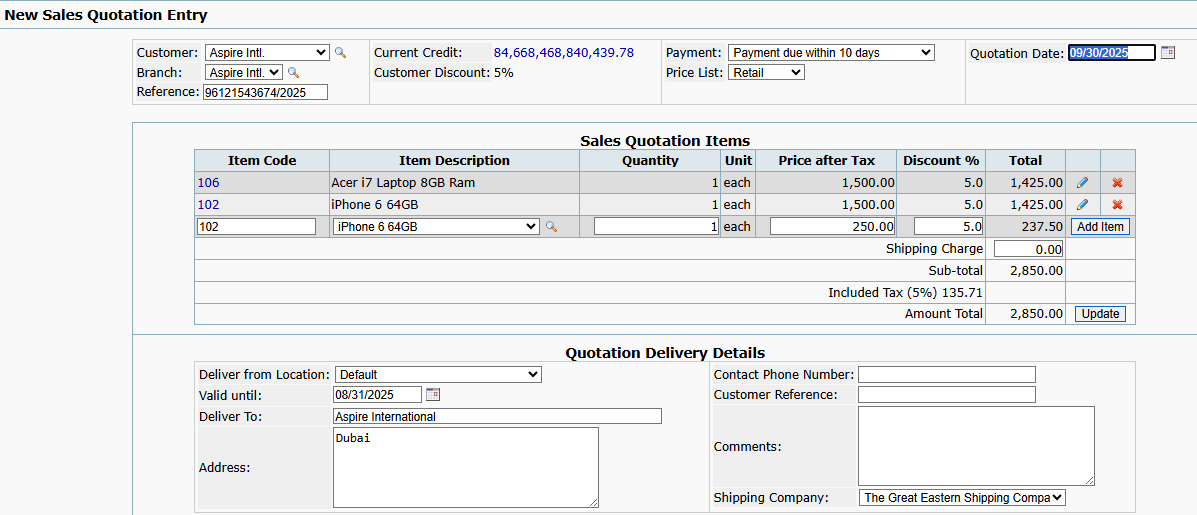 New Sales Quotation Entry
Customer: Aspire Intl. Current Credit: 84,668,468,840,439.78 Payment: Payment due within 10 days Quotation Date: 09/30/2025
Branch: Aspire Intl. Customer Discount: 5% Price List: Retail
Reference: 96121543674/2025
Sales Quotation Items
Item Code Item Description Quantity Unit Price after Tax Discount % Total
106 Acer i7 Laptop 8GB Ram 1 each 1,500.00 5.0 1,425.00
102 iPhone 6 64GB 1 each 1,500.00 5.0 1,425.00
102 iPhone 6 64GB 1 each 250.00 5.0 237.50 Add Item
Shipping Charge 0.00
Sub-total 2,850.00
Included Tax (5%) 135.71
Amount Total 2,850.00 Update
Quotation Delivery Details
Deliver from Location: Default Contact Phone Number:
Valid until: 08/31/2025 Customer Reference:
Deliver To: Aspire International
Address: Dubai Comments:
Shipping Company: The Great Eastern Shipping Compa